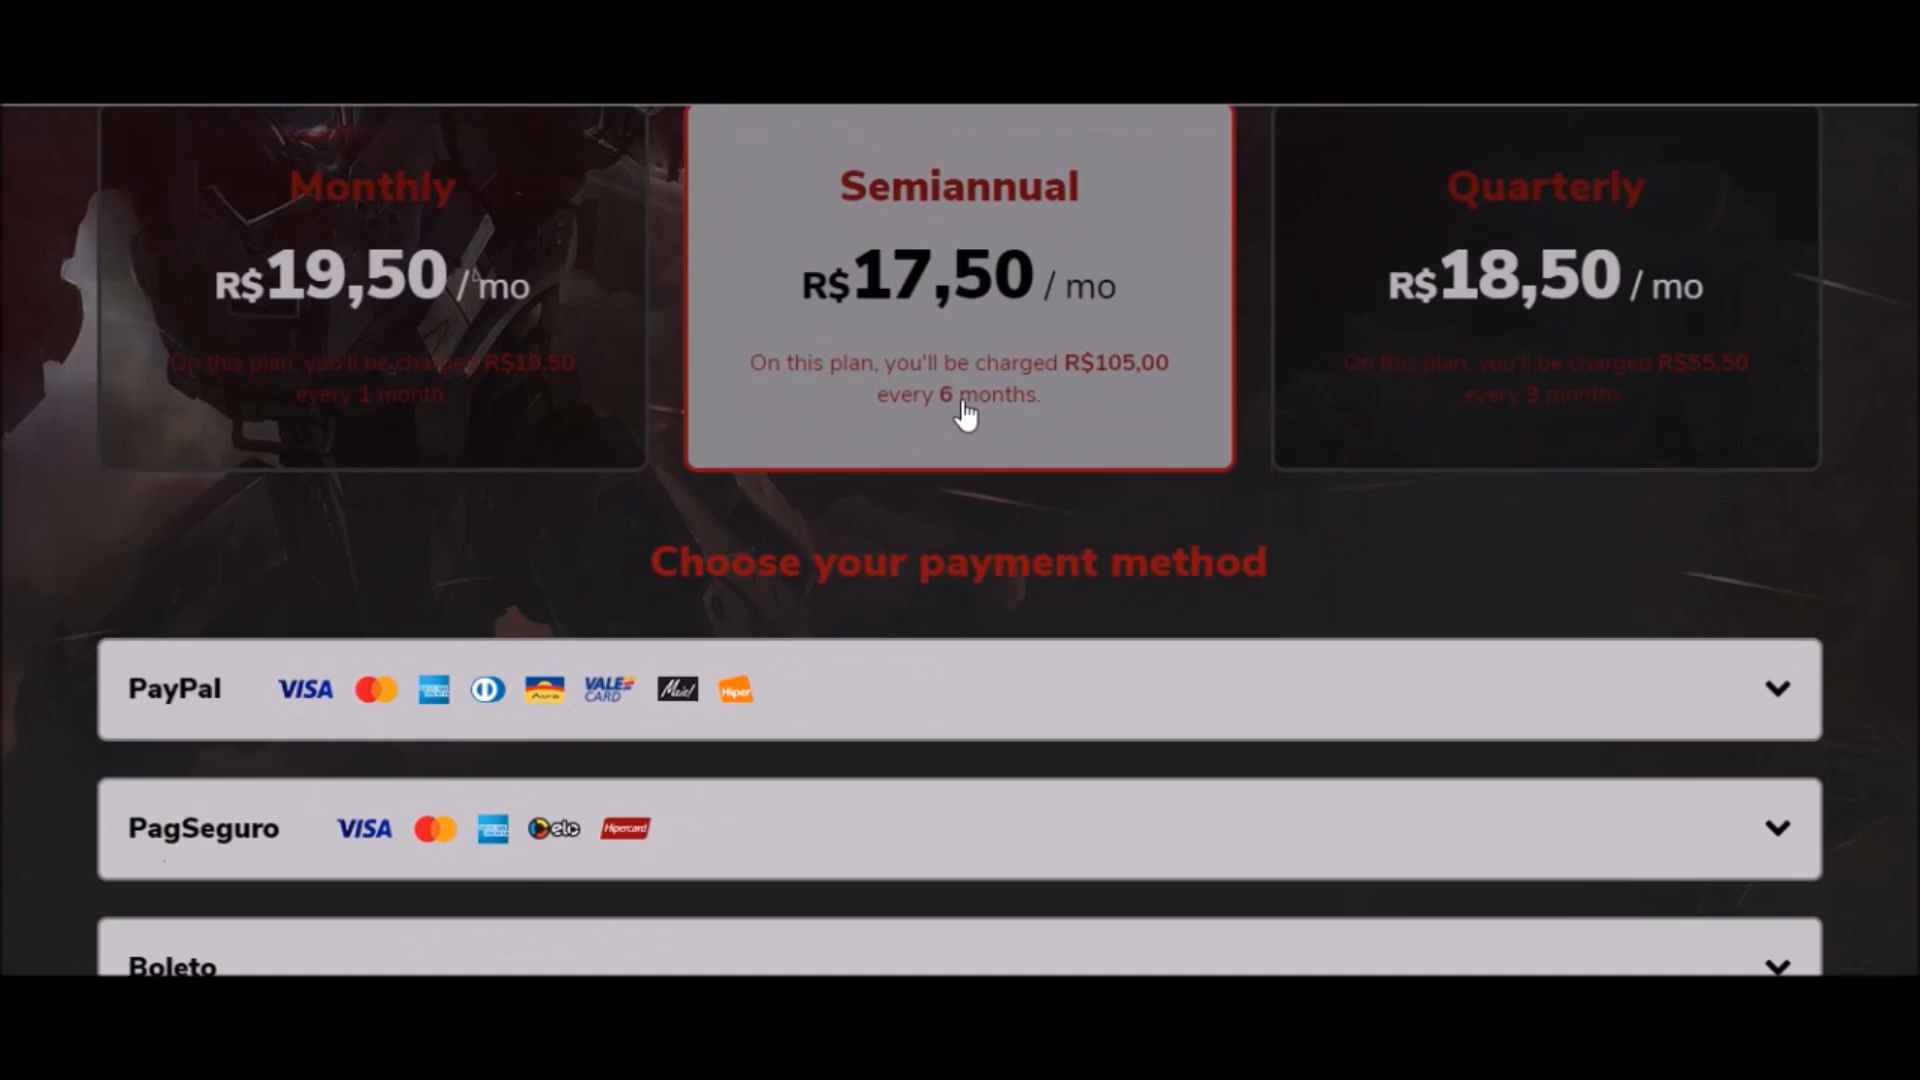 Monthly
R$19,50 / mo
On this plan, you'll be charged R$19,50
every 1 month.
Semiannual
R$17,50 / mo
On this plan, you'll be charged R$105,00
every 6 months.
Quarterly
R$18,50 / mo
On this plan, you'll be charged R$55,50
every 3 months.
Choose your payment method
PayPal VISA Aura VALE CARD Mais! Hiper
PagSeguro VISA elo Hipercard
Boleto